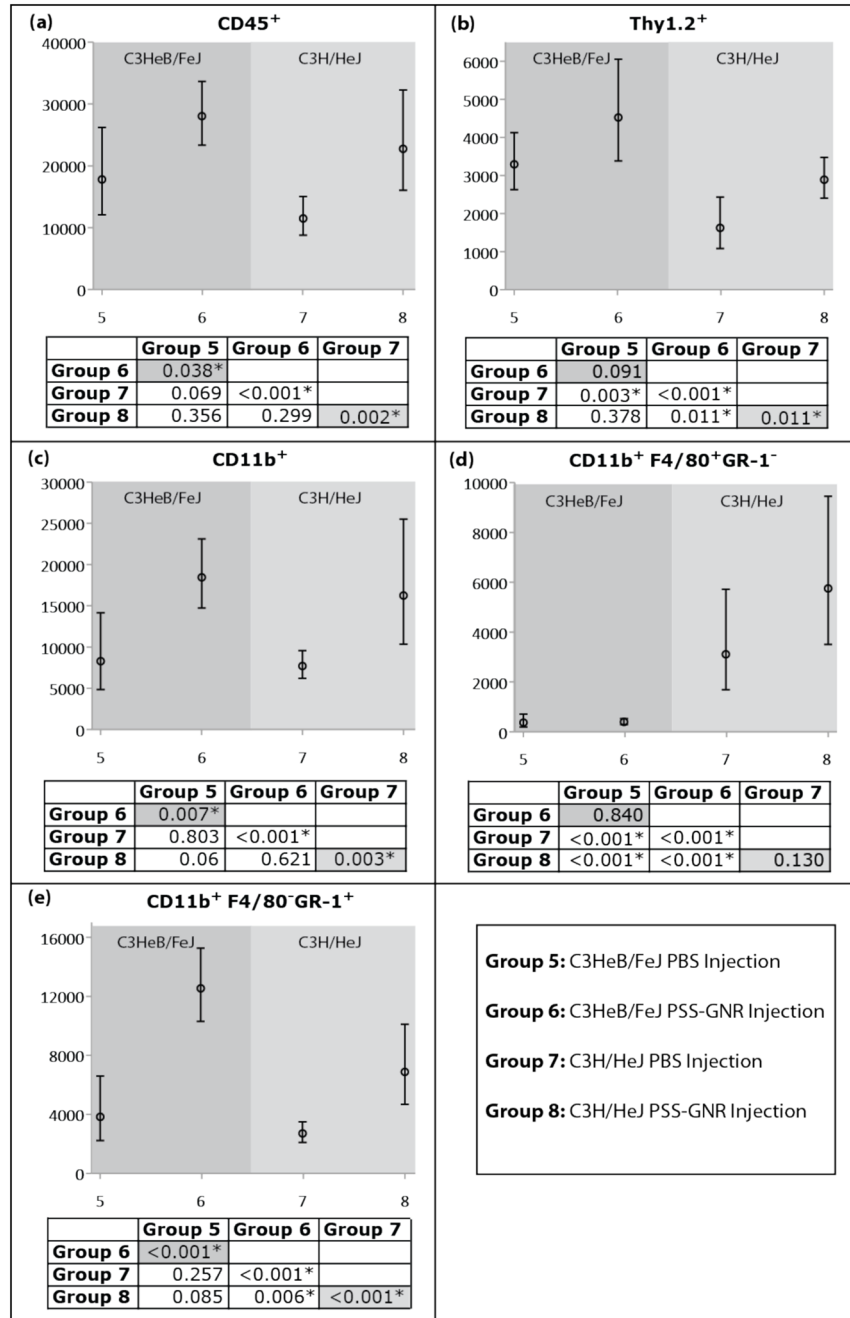 (a) CD45⁺
40000
30000
20000
10000
0
C3HeB/FeJ C3H/HeJ
5 6 7 8
Group 5 Group 6 Group 7
Group 6 0.038*
Group 7 0.069 <0.001*
Group 8 0.356 0.299 0.002*
(b) Thy1.2⁺
6000
5000
4000
3000
2000
1000
0
C3HeB/FeJ C3H/HeJ
5 6 7 8
Group 5 Group 6 Group 7
Group 6 0.091
Group 7 0.003* <0.001*
Group 8 0.378 0.011* 0.011*
(c) CD11b⁺
30000
25000
20000
15000
10000
5000
0
C3HeB/FeJ C3H/HeJ
5 6 7 8
Group 5 Group 6 Group 7
Group 6 0.007*
Group 7 0.803 <0.001*
Group 8 0.06 0.621 0.003*
(d) CD11b⁺ F4/80⁺GR-1⁻
10000
8000
6000
4000
2000
0
C3HeB/FeJ C3H/HeJ
5 6 7 8
Group 5 Group 6 Group 7
Group 6 0.840
Group 7 <0.001* <0.001*
Group 8 <0.001* <0.001* 0.130
(e) CD11b⁺ F4/80⁻GR-1⁺
16000
12000
8000
4000
0
C3HeB/FeJ C3H/HeJ
5 6 7 8
Group 5 Group 6 Group 7
Group 6 <0.001*
Group 7 0.257 <0.001*
Group 8 0.085 0.006* <0.001*
Group 5: C3HeB/FeJ PBS Injection
Group 6: C3HeB/FeJ PSS-GNR Injection
Group 7: C3H/HeJ PBS Injection
Group 8: C3H/HeJ PSS-GNR Injection